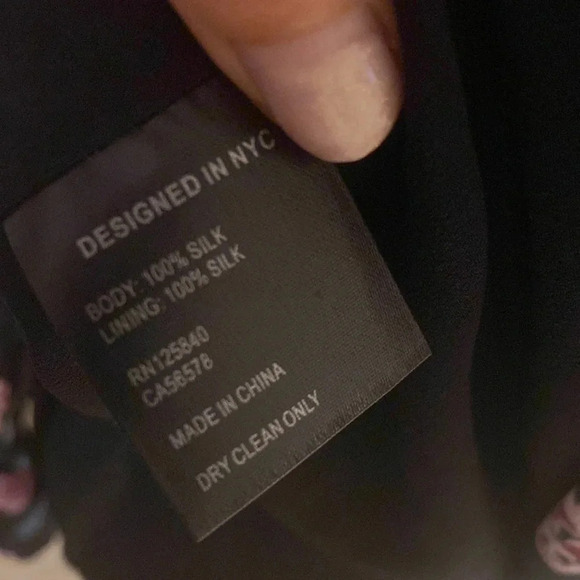 DESIGNED IN NYC
BODY: 100% SILK
LINING: 100% SILK
RN125840
CA56578
MADE IN CHINA
DRY CLEAN ONLY